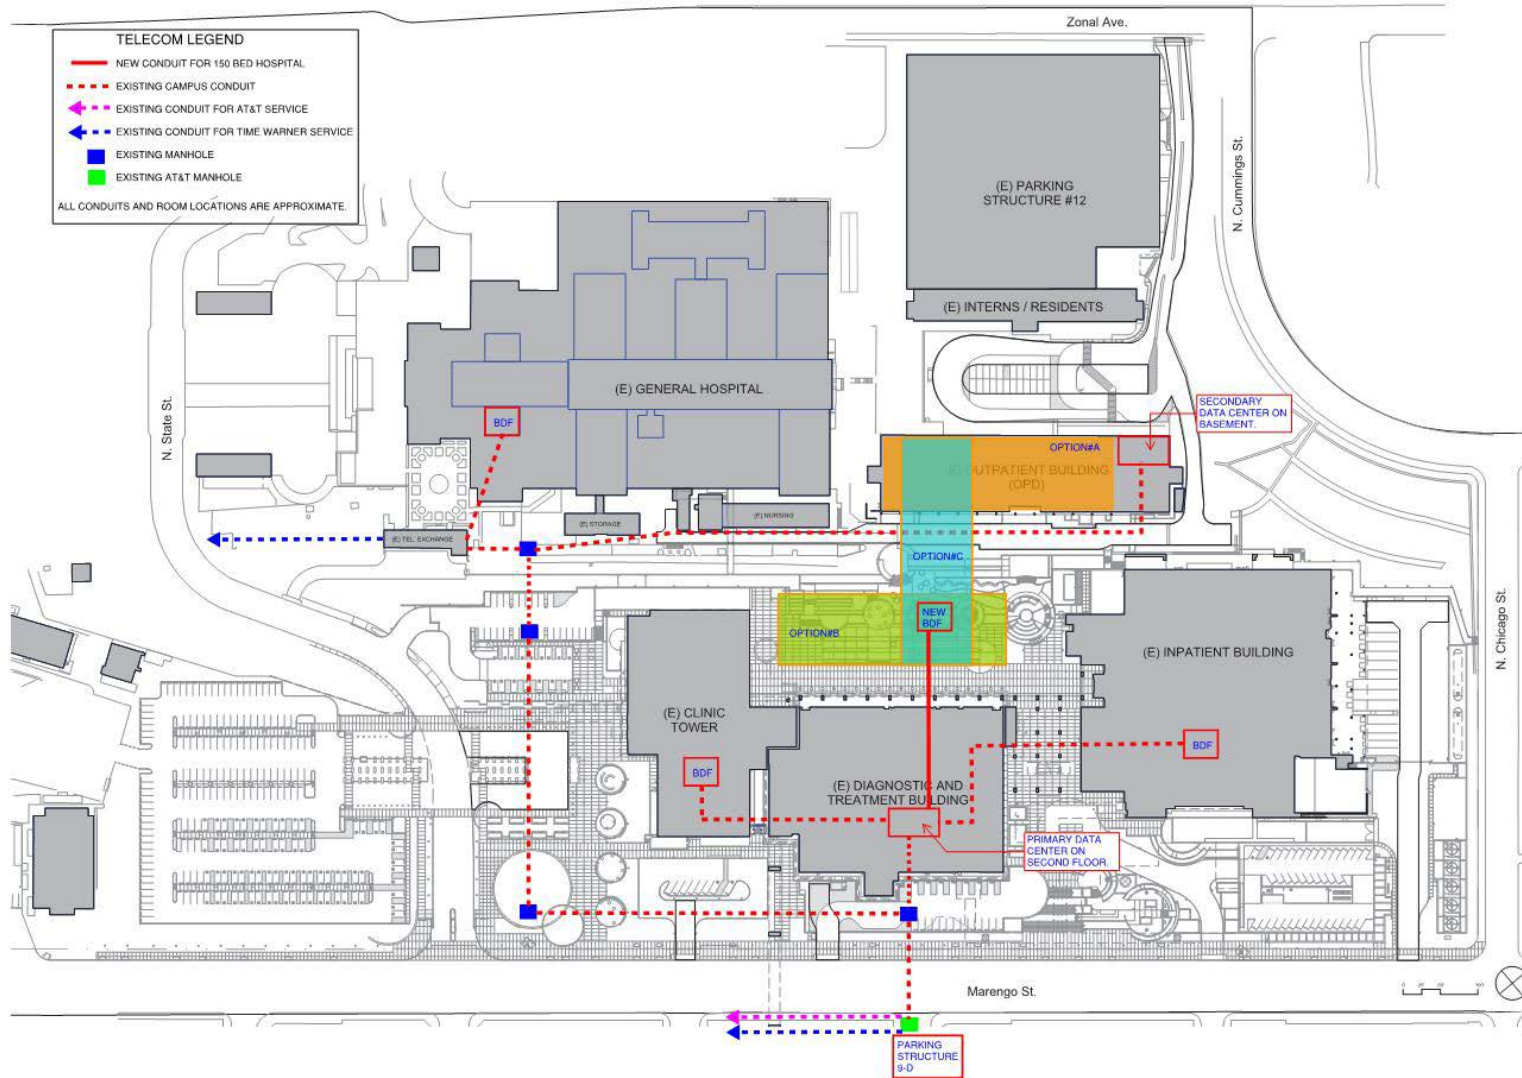 Zonal Ave.
TELECOM LEGEND
NEW CONDUIT FOR 150 BED HOSPITAL
EXISTING CAMPUS CONDUIT
EXISTING CONDUIT FOR AT&T SERVICE
EXISTING CONDUIT FOR TIME WARNER SERVICE
EXISTING MANHOLE
EXISTING AT&T MANHOLE
ALL CONDUITS AND ROOM LOCATIONS ARE APPROXIMATE.
N. Cummings St.
(E) PARKING
STRUCTURE #12
(E) INTERNS / RESIDENTS
(E) GENERAL HOSPITAL
N. State St.
BDF
SECONDARY
DATA CENTER ON
BASEMENT.
OPTION#A
(E) OUTPATIENT BUILDING
(OPD)
(E) STORAGE
(E) NURSING
(E) TEL. EXCHANGE
OPTION#C
NEW
BDF
OPTION#B
(E) INPATIENT BUILDING
N. Chicago St.
(E) CLINIC
TOWER
BDF
BDF
(E) DIAGNOSTIC AND
TREATMENT BUILDING
PRIMARY DATA
CENTER ON
SECOND FLOOR.
Marengo St.
PARKING
STRUCTURE
9-D